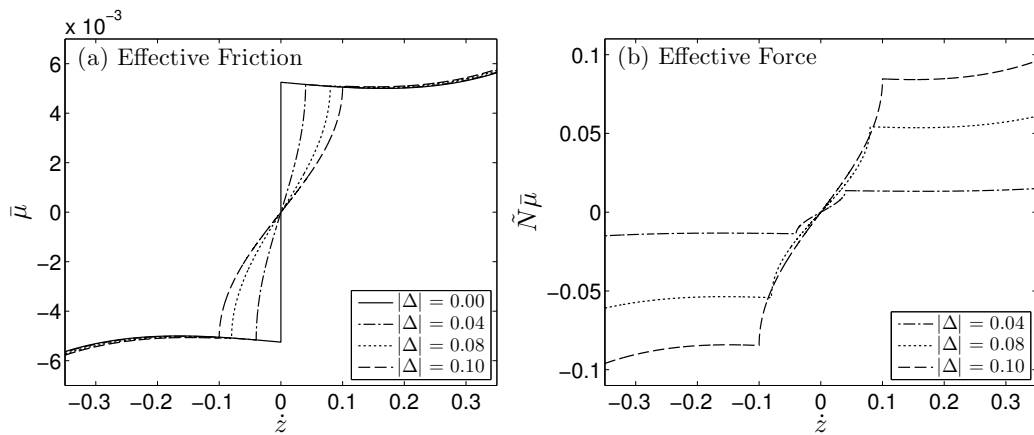 x 10⁻³
(a) Effective Friction
6
4
2
0
−2
−4
−6
μ̄
−0.3 −0.2 −0.1 0 0.1 0.2 0.3
ż
|Δ| = 0.00
|Δ| = 0.04
|Δ| = 0.08
|Δ| = 0.10
(b) Effective Force
0.1
0.05
0
−0.05
−0.1
Ñμ̄
−0.3 −0.2 −0.1 0 0.1 0.2 0.3
ż
|Δ| = 0.04
|Δ| = 0.08
|Δ| = 0.10